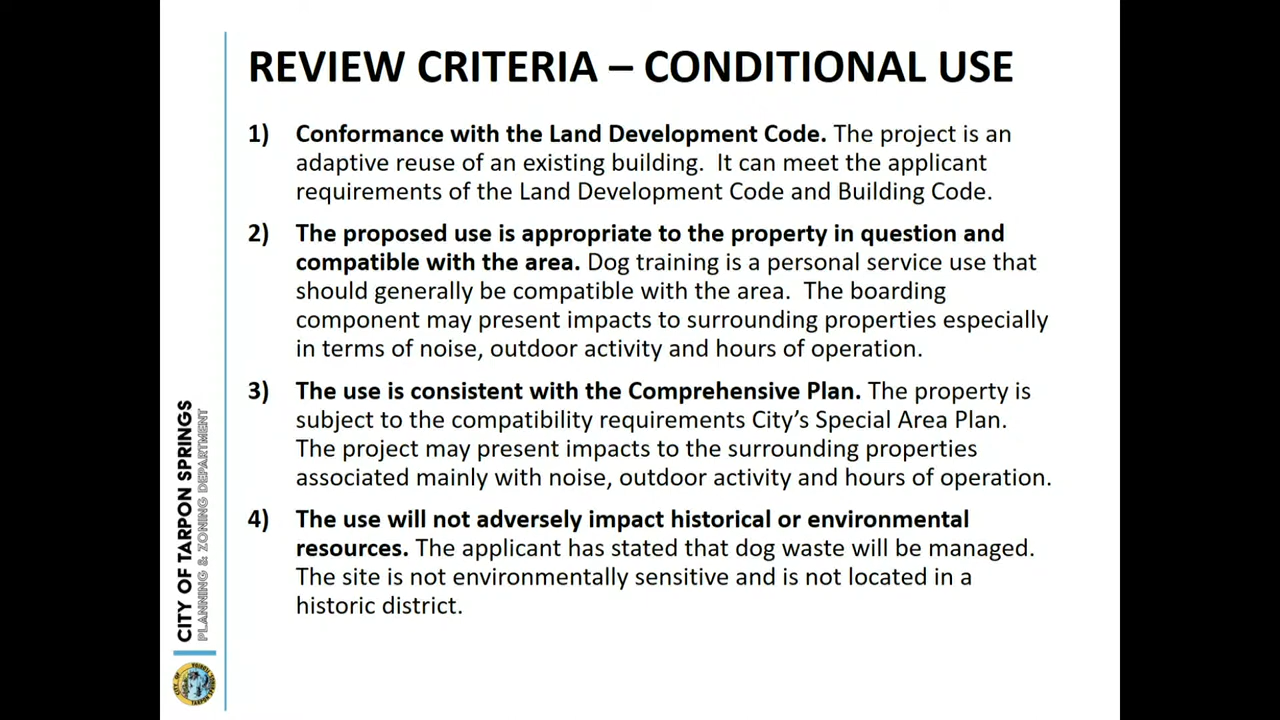 REVIEW CRITERIA – CONDITIONAL USE
1) Conformance with the Land Development Code. The project is an
adaptive reuse of an existing building. It can meet the applicant
requirements of the Land Development Code and Building Code.
2) The proposed use is appropriate to the property in question and
compatible with the area. Dog training is a personal service use that
should generally be compatible with the area. The boarding
component may present impacts to surrounding properties especially
in terms of noise, outdoor activity and hours of operation.
3) The use is consistent with the Comprehensive Plan. The property is
subject to the compatibility requirements City's Special Area Plan.
The project may present impacts to the surrounding properties
associated mainly with noise, outdoor activity and hours of operation.
4) The use will not adversely impact historical or environmental
resources. The applicant has stated that dog waste will be managed.
The site is not environmentally sensitive and is not located in a
historic district.
CITY OF TARPON SPRINGS
PLANNING & ZONING DEPARTMENT